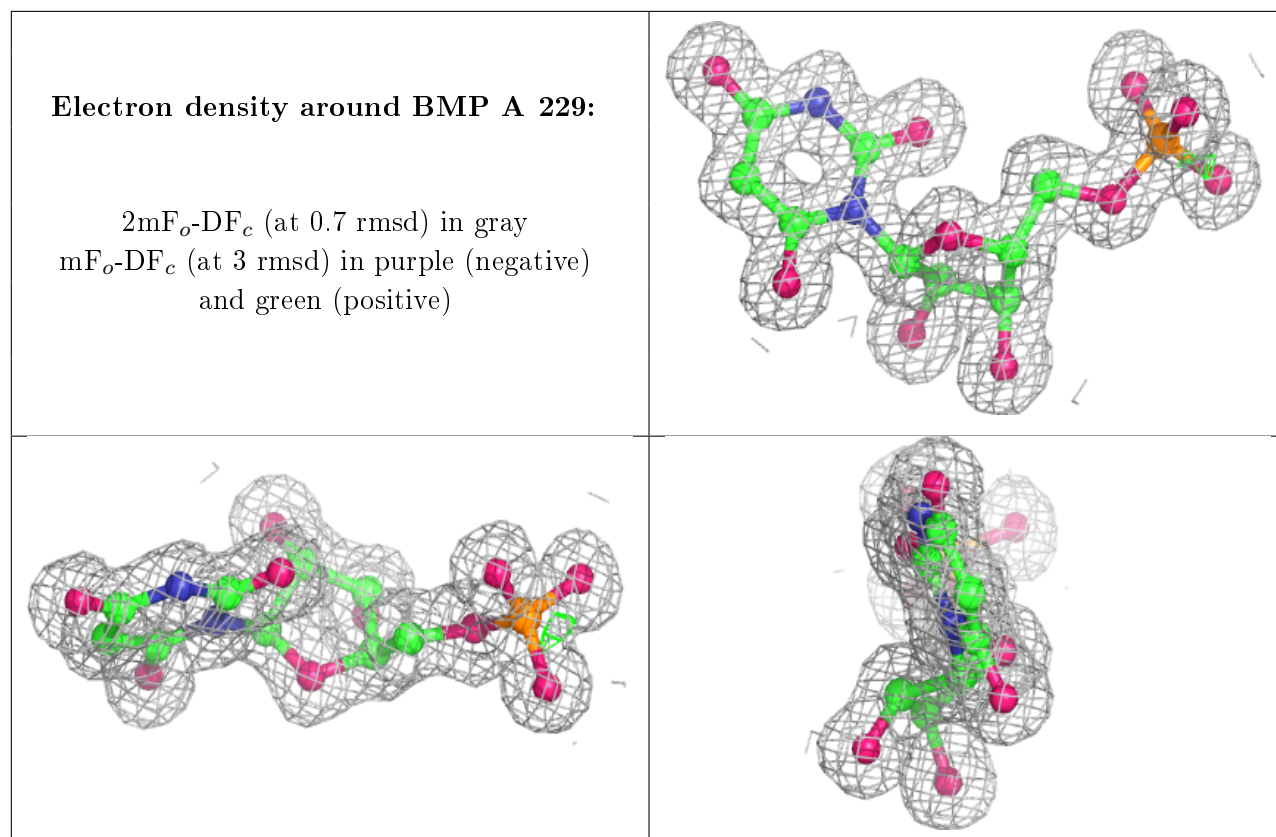 Electron density around BMP A 229:
2mFo-DFc (at 0.7 rmsd) in gray
mFo-DFc (at 3 rmsd) in purple (negative)
and green (positive)